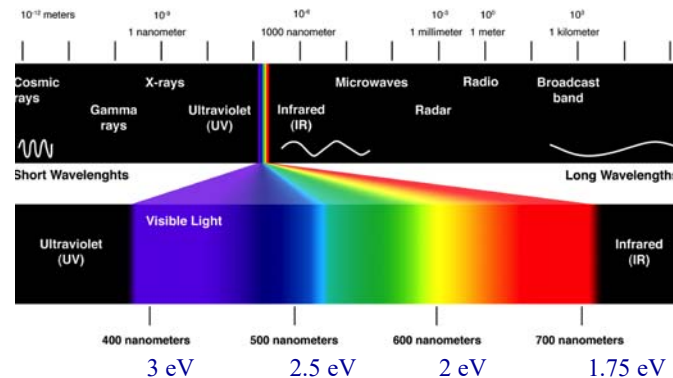 10⁻¹² meters 10⁻⁹ 10⁻⁶ 10⁻³ 10⁰ 10³
1 nanometer 1000 nanometer 1 millimeter 1 meter 1 kilometer
Cosmic rays X-rays Microwaves Radio Broadcast band
Gamma rays Ultraviolet (UV) Infrared (IR) Radar
Short Wavelenghts Long Wavelengths
Visible Light
Ultraviolet (UV) Infrared (IR)
400 nanometers 500 nanometers 600 nanometers 700 nanometers
3 eV 2.5 eV 2 eV 1.75 eV